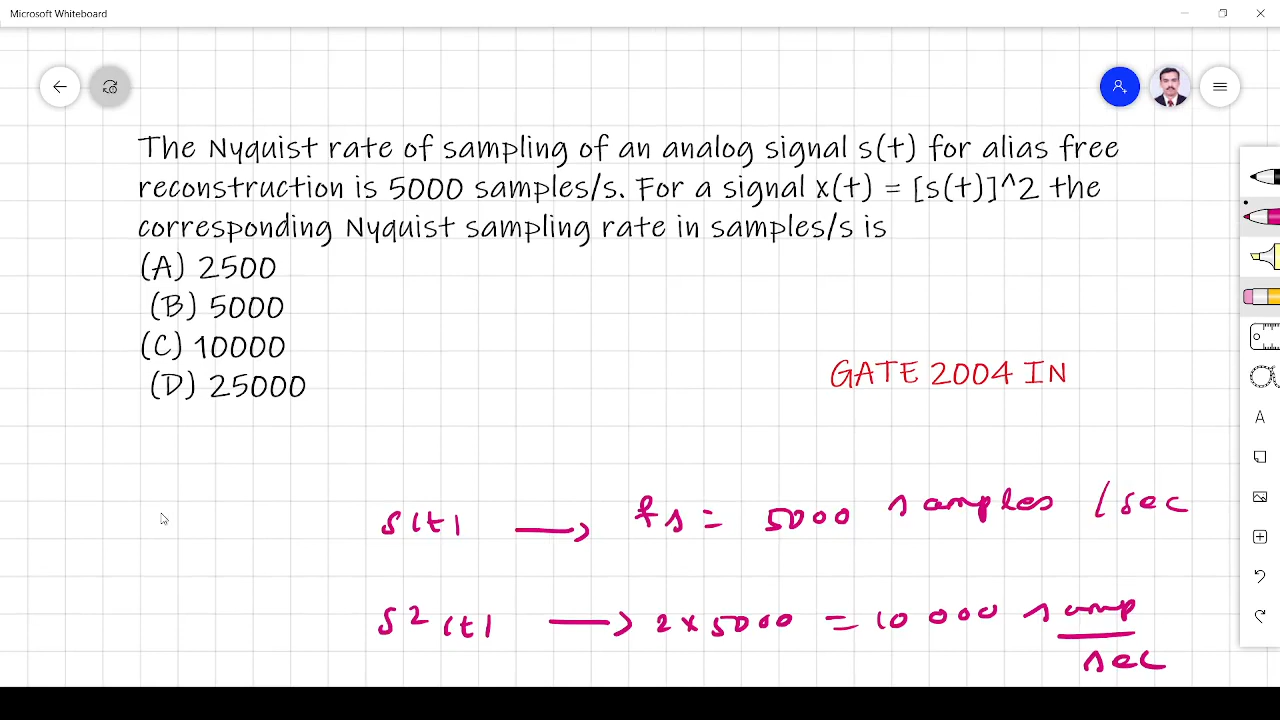 Microsoft Whiteboard
The Nyquist rate of sampling of an analog signal s(t) for alias free
reconstruction is 5000 samples/s. For a signal x(t) = [s(t)]^2 the
corresponding Nyquist sampling rate in samples/s is
(A) 2500
(B) 5000
(C) 10000
(D) 25000
GATE 2004 IN
A
s(t) → fs = 5000 samples / sec
s²(t) → 2 x 5000 = 10 000 samp
sec